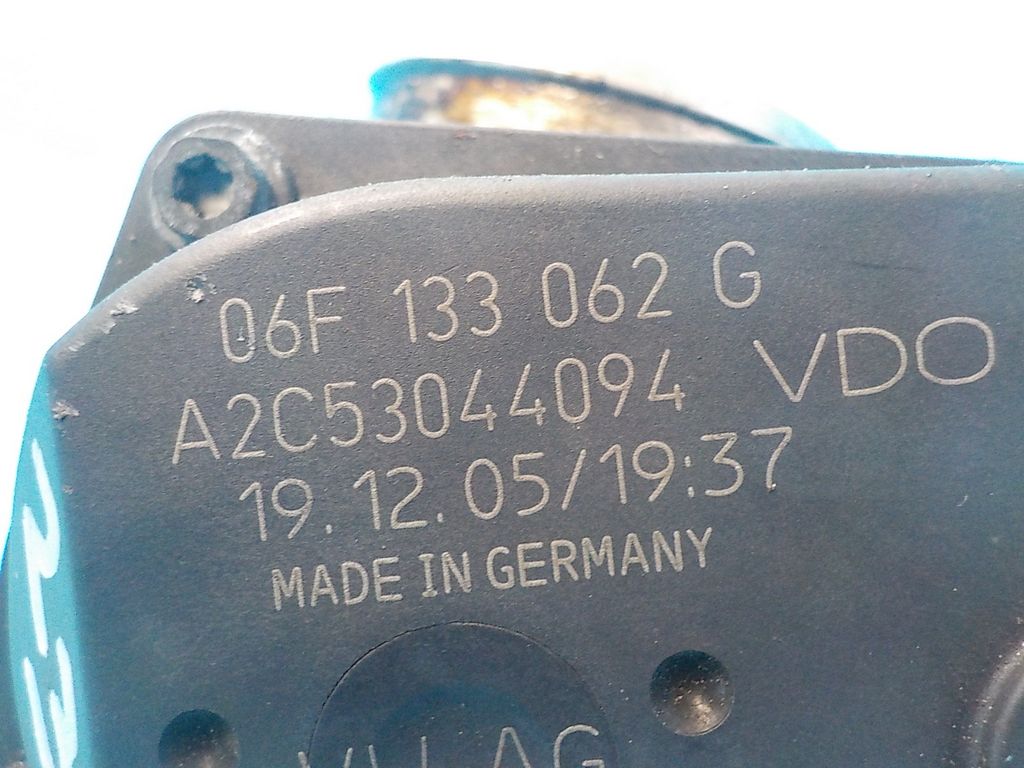 06F 133 062 G
A2C53044094 VDO
19.12.05/19:37
MADE IN GERMANY